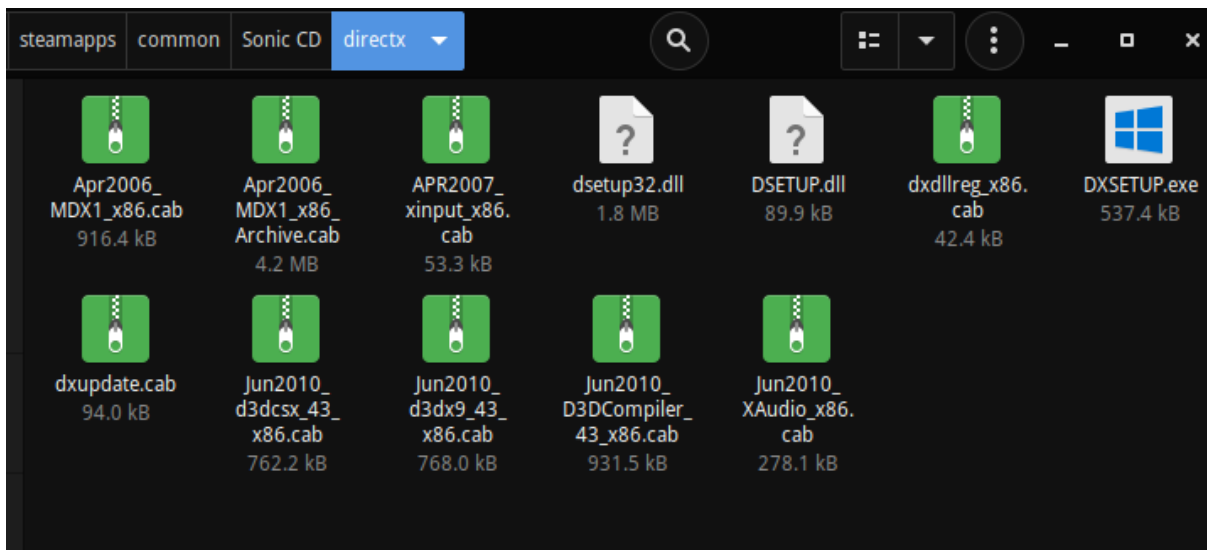 steamapps common Sonic CD directx
Apr2006_
MDX1_x86.cab
916.4 kB
Apr2006_
MDX1_x86_
Archive.cab
4.2 MB
APR2007_
xinput_x86.
cab
53.3 kB
dsetup32.dll
1.8 MB
DSETUP.dll
89.9 kB
dxdllreg_x86.
cab
42.4 kB
DXSETUP.exe
537.4 kB
dxupdate.cab
94.0 kB
Jun2010_
d3dcsx_43_
x86.cab
762.2 kB
Jun2010_
d3dx9_43_
x86.cab
768.0 kB
Jun2010_
D3DCompiler_
43_x86.cab
931.5 kB
Jun2010_
XAudio_x86.
cab
278.1 kB